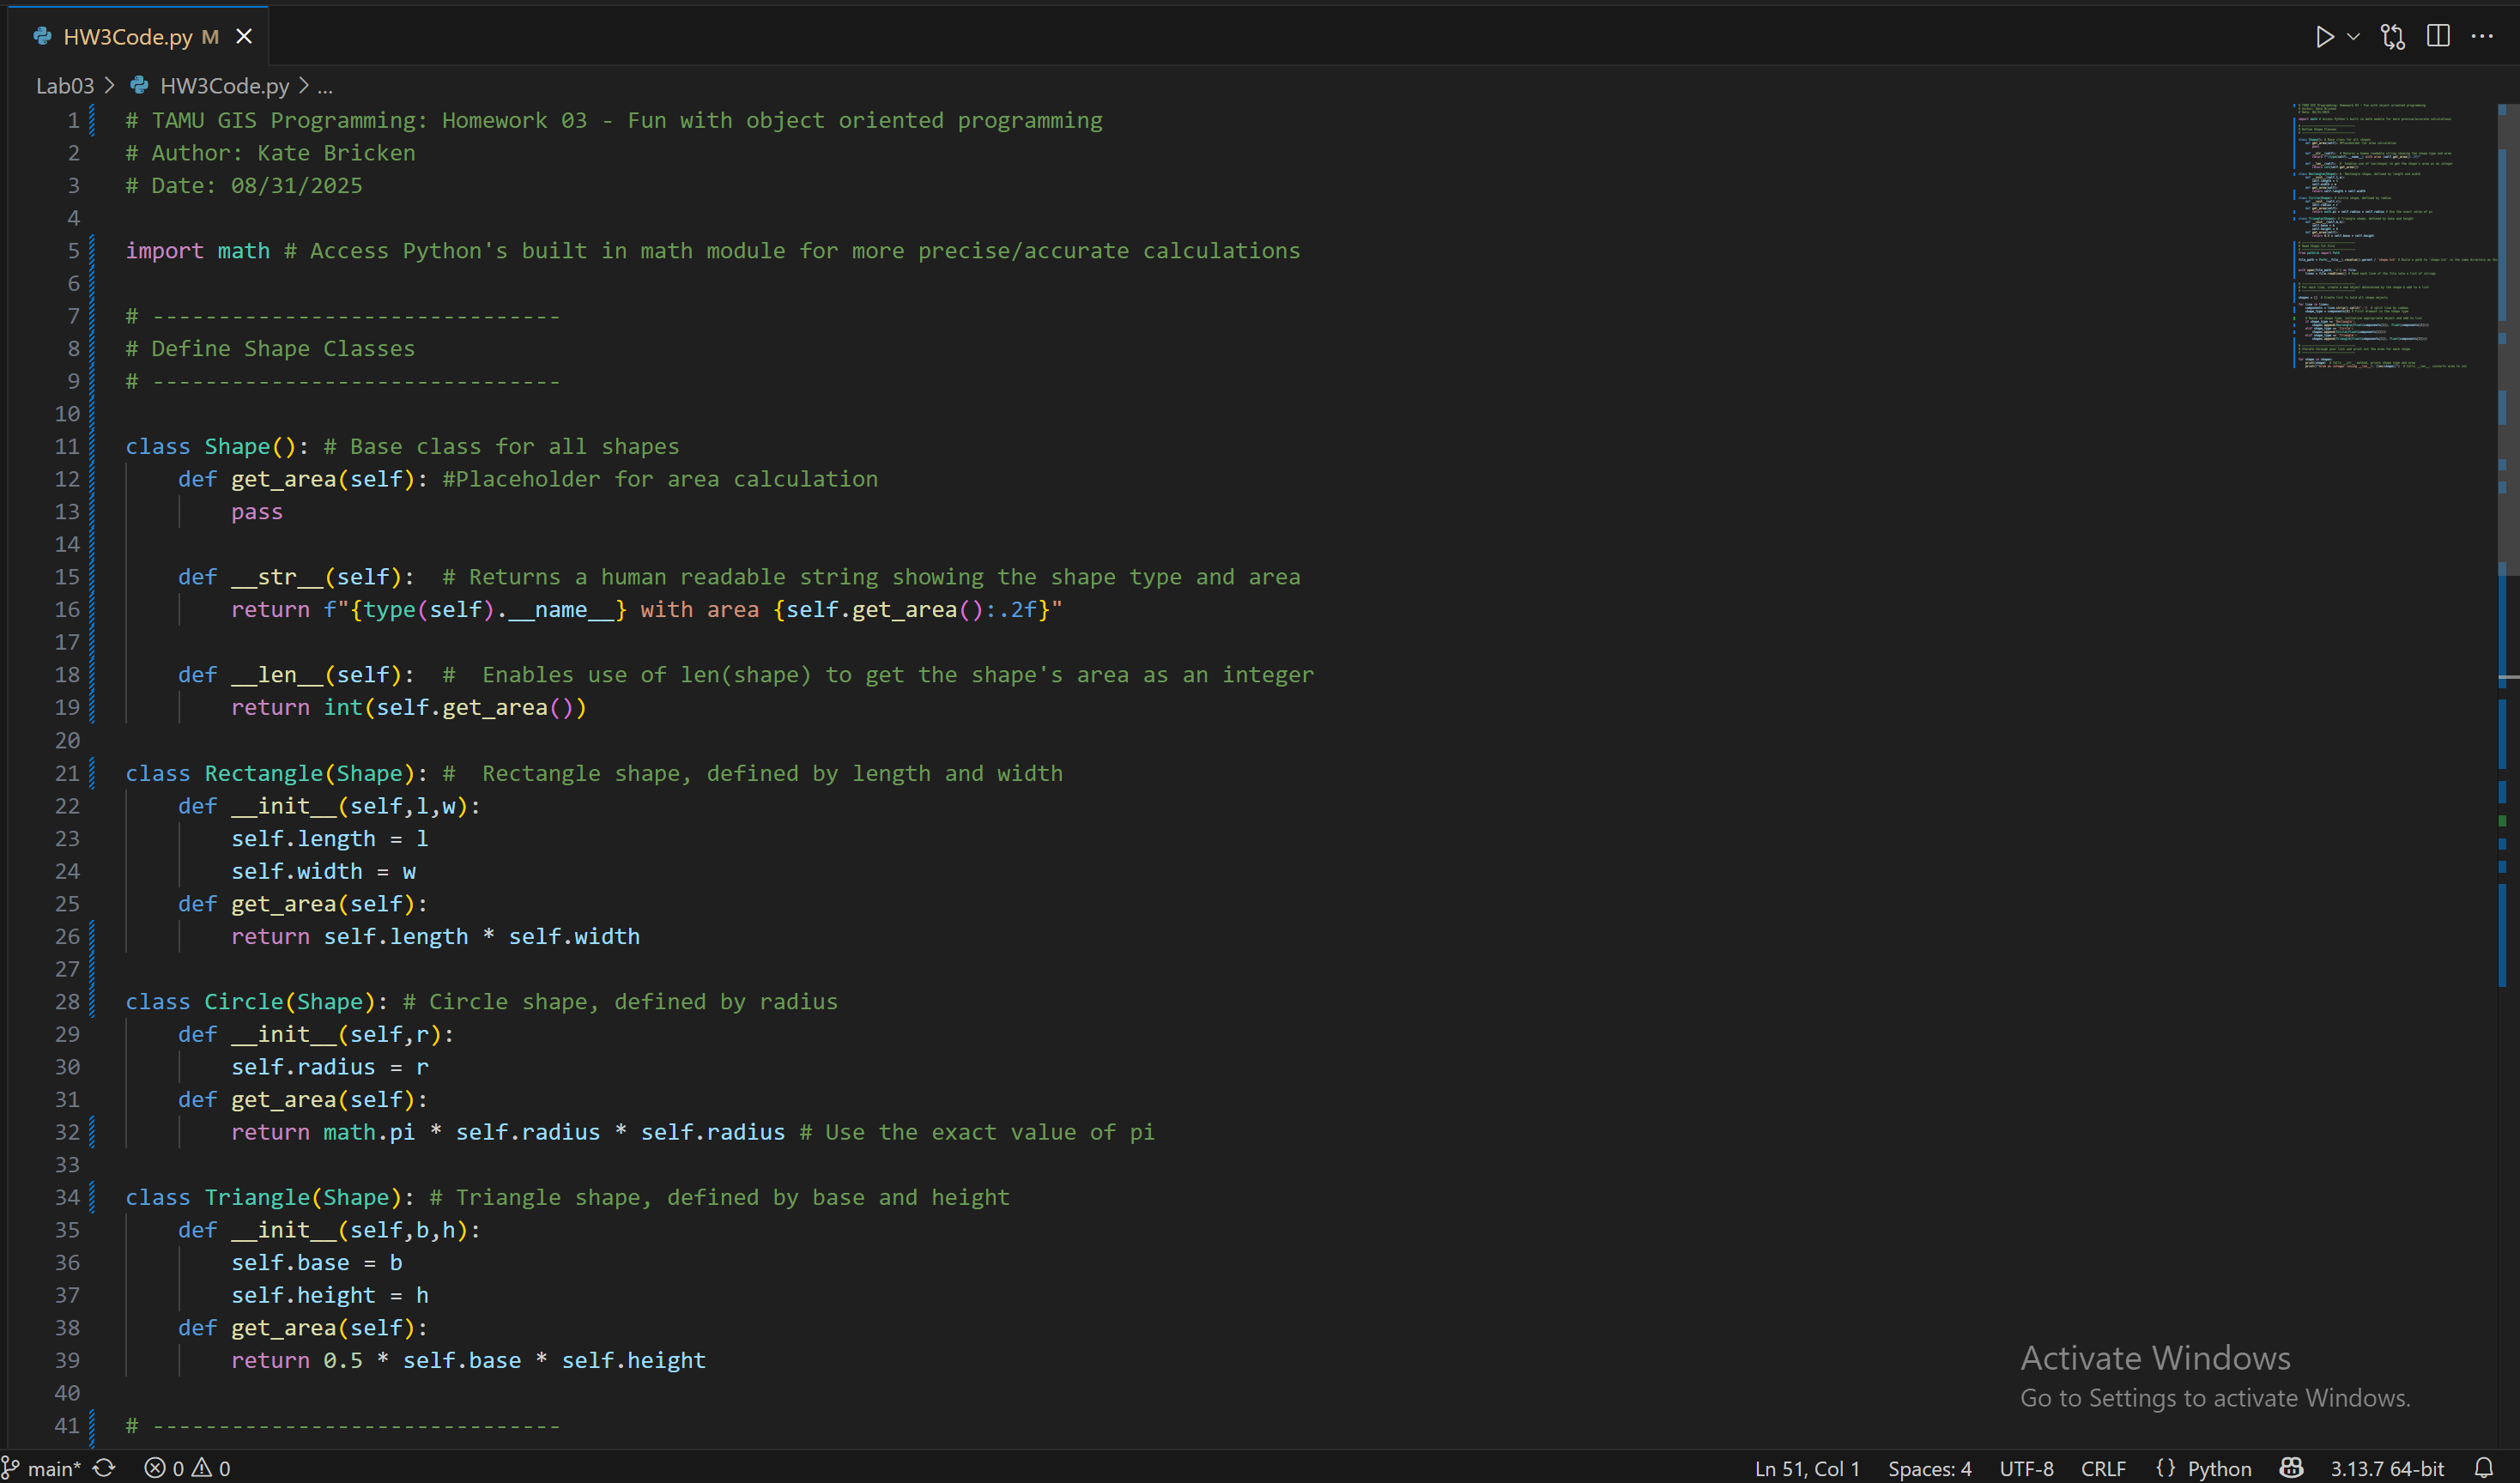 HW3Code.py M
Lab03 > HW3Code.py > ...
1 # TAMU GIS Programming: Homework 03 - Fun with object oriented programming
2 # Author: Kate Bricken
3 # Date: 08/31/2025
4
5 import math # Access Python's built in math module for more precise/accurate calculations
6
7 # -------------------------------
8 # Define Shape Classes
9 # -------------------------------
10
11 class Shape(): # Base class for all shapes
12     def get_area(self): #Placeholder for area calculation
13         pass
14
15     def __str__(self):  # Returns a human readable string showing the shape type and area
16         return f"{type(self).__name__} with area {self.get_area():.2f}"
17
18     def __len__(self):  #  Enables use of len(shape) to get the shape's area as an integer
19         return int(self.get_area())
20
21 class Rectangle(Shape): #  Rectangle shape, defined by length and width
22     def __init__(self,l,w):
23         self.length = l
24         self.width = w
25     def get_area(self):
26         return self.length * self.width
27
28 class Circle(Shape): # Circle shape, defined by radius
29     def __init__(self,r):
30         self.radius = r
31     def get_area(self):
32         return math.pi * self.radius * self.radius # Use the exact value of pi
33
34 class Triangle(Shape): # Triangle shape, defined by base and height
35     def __init__(self,b,h):
36         self.base = b
37         self.height = h
38     def get_area(self):
39         return 0.5 * self.base * self.height
40
41 # -------------------------------
Activate Windows
Go to Settings to activate Windows.
main* 0 0 Ln 51, Col 1 Spaces: 4 UTF-8 CRLF {} Python 3.13.7 64-bit